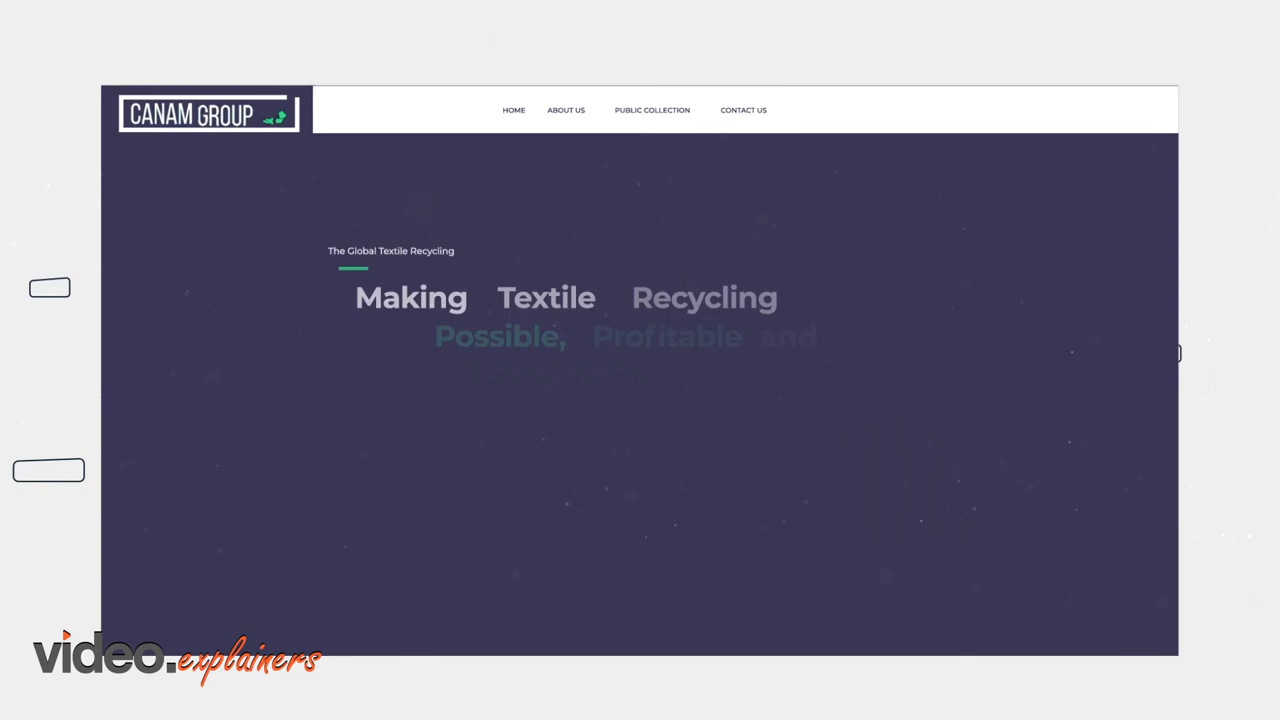 CANAM GROUP
HOME ABOUT US PUBLIC COLLECTION CONTACT US
The Global Textile Recycling
Making Textile Recycling
Possible, Profitable and
video.explainers